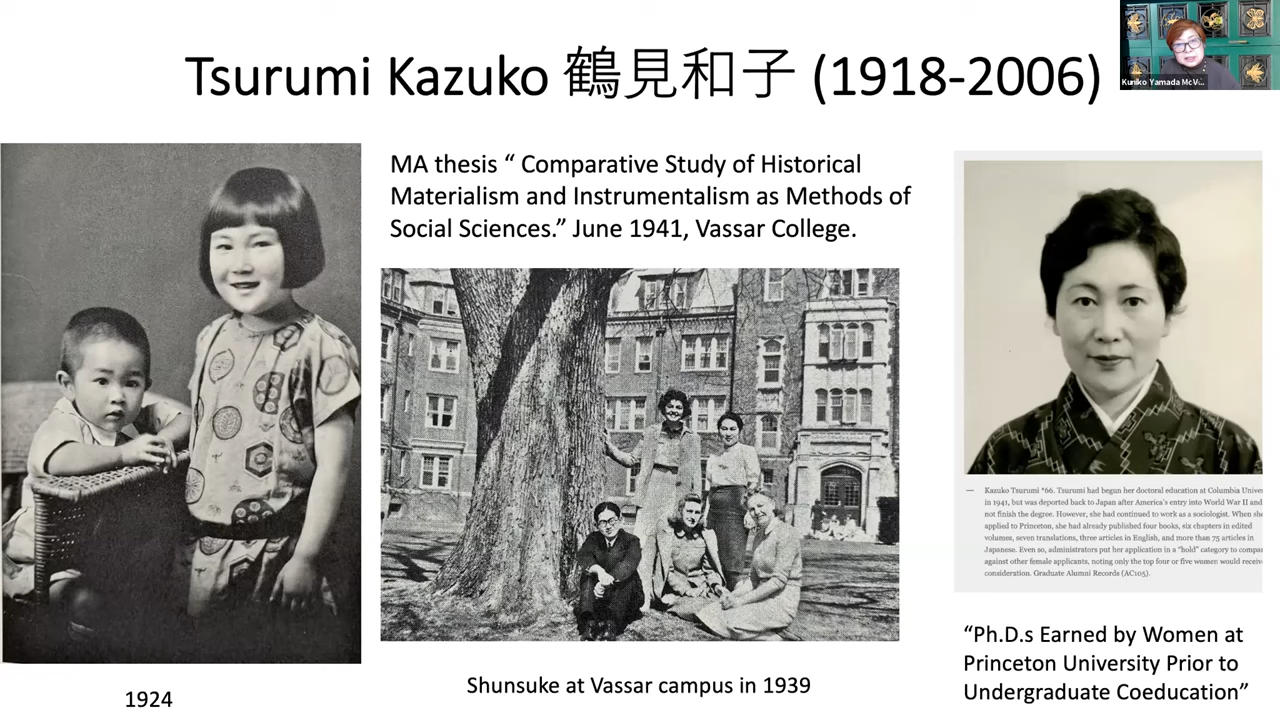 Tsurumi Kazuko 鶴見和子 (1918-2006)
Kuniko Yamada McV...
MA thesis “ Comparative Study of Historical
Materialism and Instrumentalism as Methods of
Social Sciences.” June 1941, Vassar College.
1924
Shunsuke at Vassar campus in 1939
— Kazuko Tsurumi *66. Tsurumi had begun her doctoral education at Columbia Univer
in 1941, but was deported back to Japan after America's entry into World War II and
not finish the degree. However, she had continued to work as a sociologist. When she
applied to Princeton, she had already published four books, six chapters in edited
volumes, seven translations, three articles in English, and more than 75 articles in
Japanese. Even so, administrators put her application in a “hold” category to compar
against other female applicants, noting only the top four or five women would receiv
consideration. Graduate Alumni Records (AC105).
“Ph.D.s Earned by Women at
Princeton University Prior to
Undergraduate Coeducation”